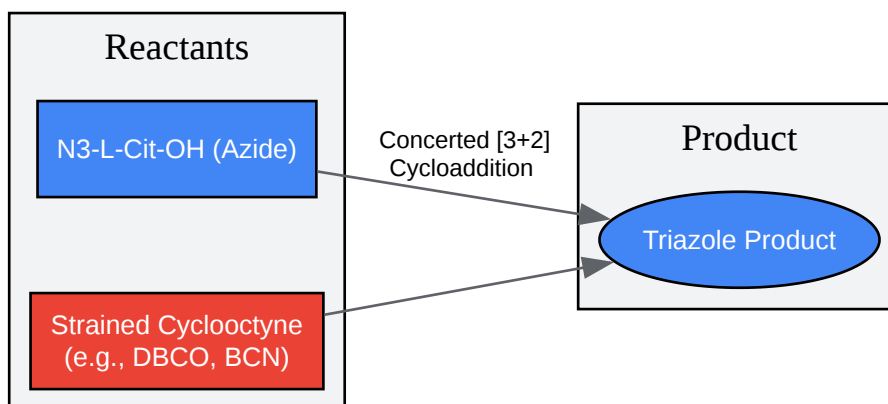 Reactants
N3-L-Cit-OH (Azide)
Strained Cyclooctyne
(e.g., DBCO, BCN)
Concerted [3+2]
Cycloaddition
Product
Triazole Product